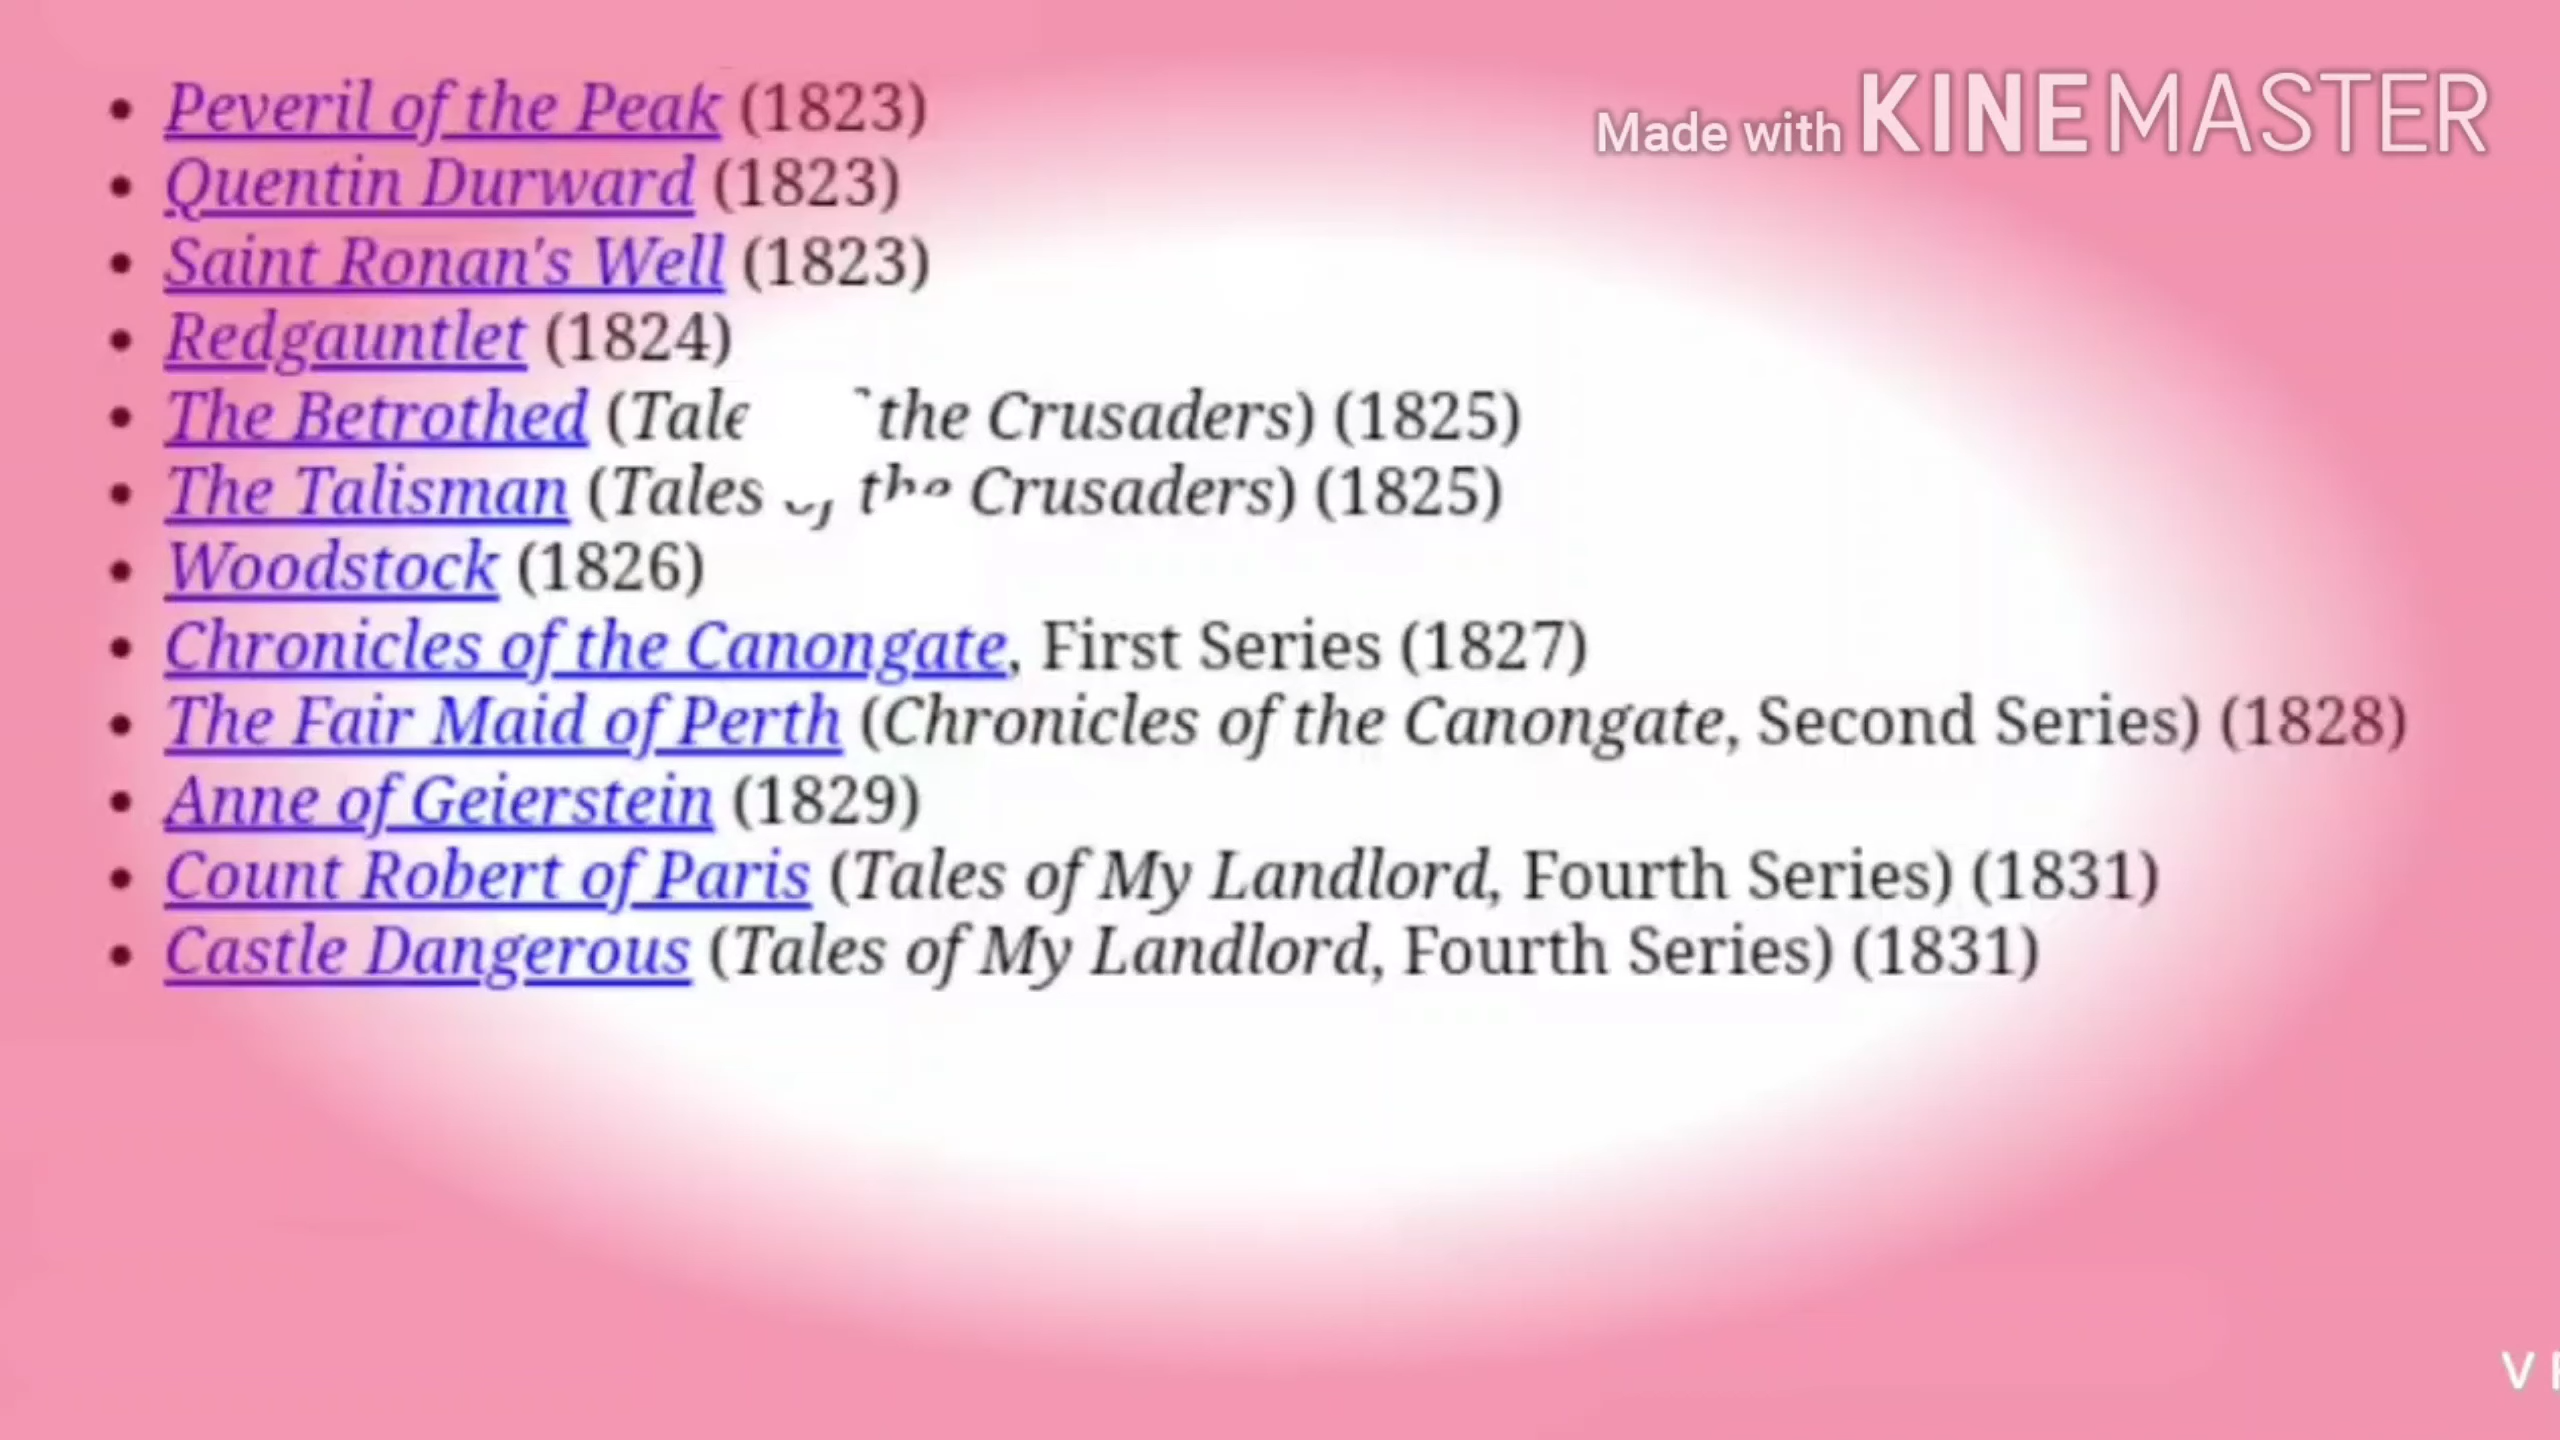 • Peveril of the Peak (1823)
Made with KINEMASTER
• Quentin Durward (1823)
• Saint Ronan's Well (1823)
• Redgauntlet (1824)
• The Betrothed (Tale the Crusaders) (1825)
• The Talisman (Tales of the Crusaders) (1825)
• Woodstock (1826)
• Chronicles of the Canongate, First Series (1827)
• The Fair Maid of Perth (Chronicles of the Canongate, Second Series) (1828)
• Anne of Geierstein (1829)
• Count Robert of Paris (Tales of My Landlord, Fourth Series) (1831)
• Castle Dangerous (Tales of My Landlord, Fourth Series) (1831)
V